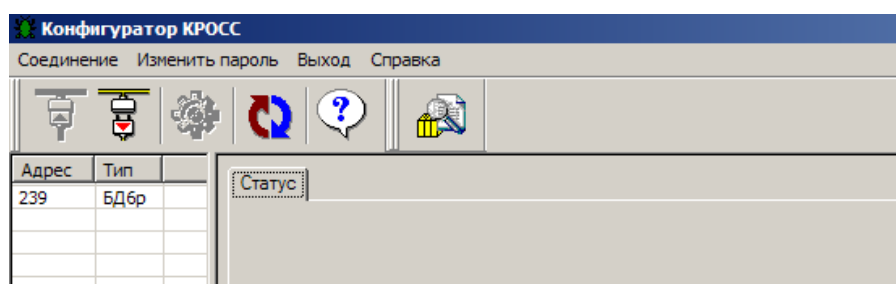 Конфигуратор КРОСС
Соединение Изменить пароль Выход Справка
?
Адрес Тип
Статус
239 БД6р